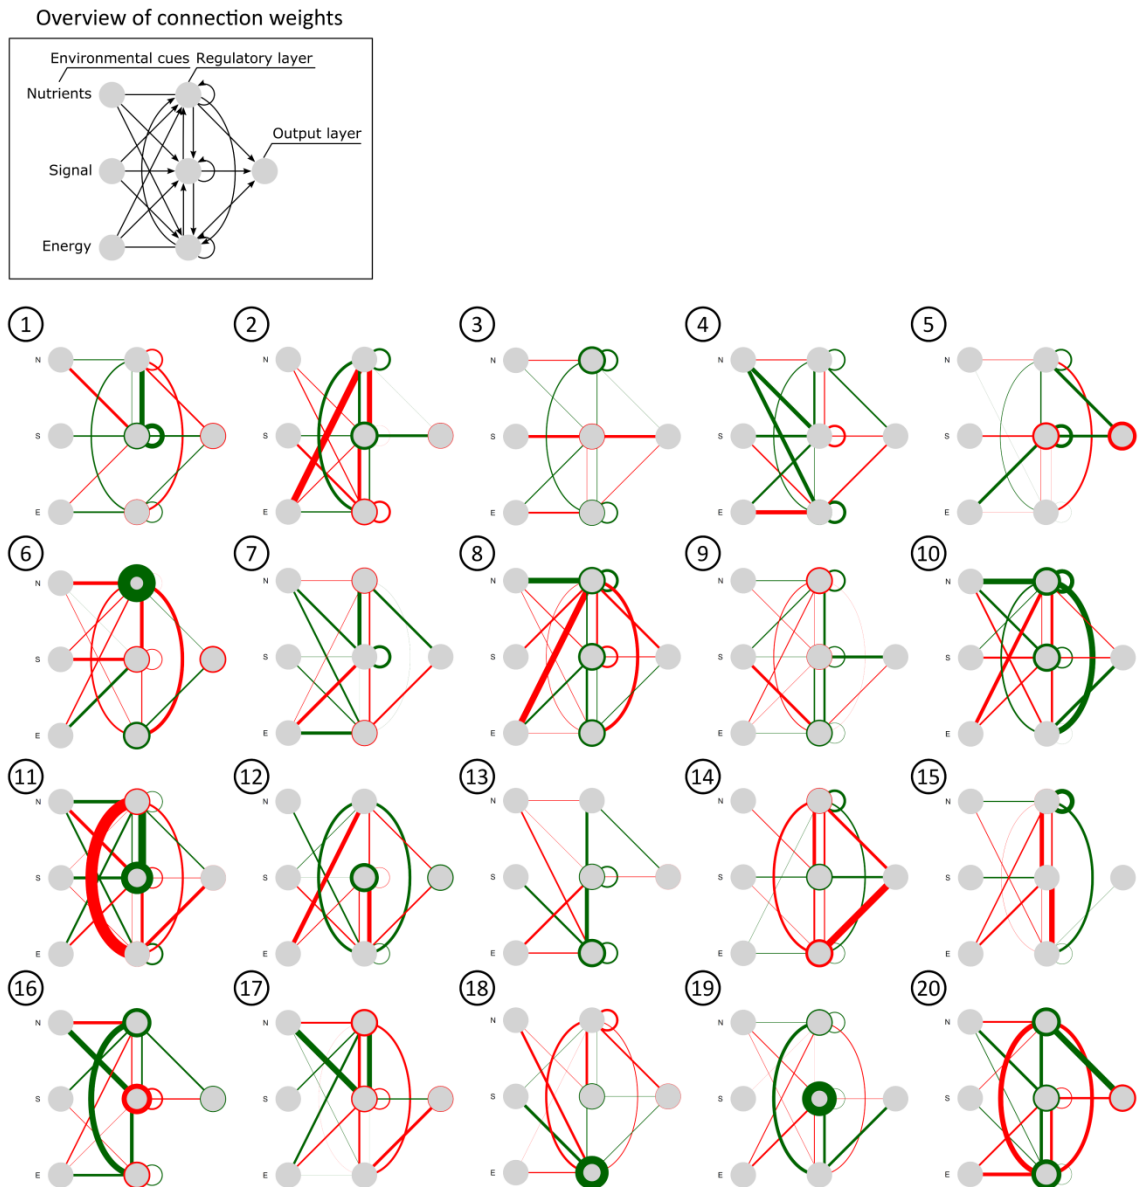 Overview of connection weights
Environmental cues Regulatory layer
Nutrients
Output layer
Signal
Energy
1 2 3 4 5
N N N N N
S S S S S
E E E E E
6 7 8 9 10
N N N N N
S S S S S
E E E E E
11 12 13 14 15
N N N N N
S S S S S
E E E E E
16 17 18 19 20
N N N N N
S S S S S
E E E E E